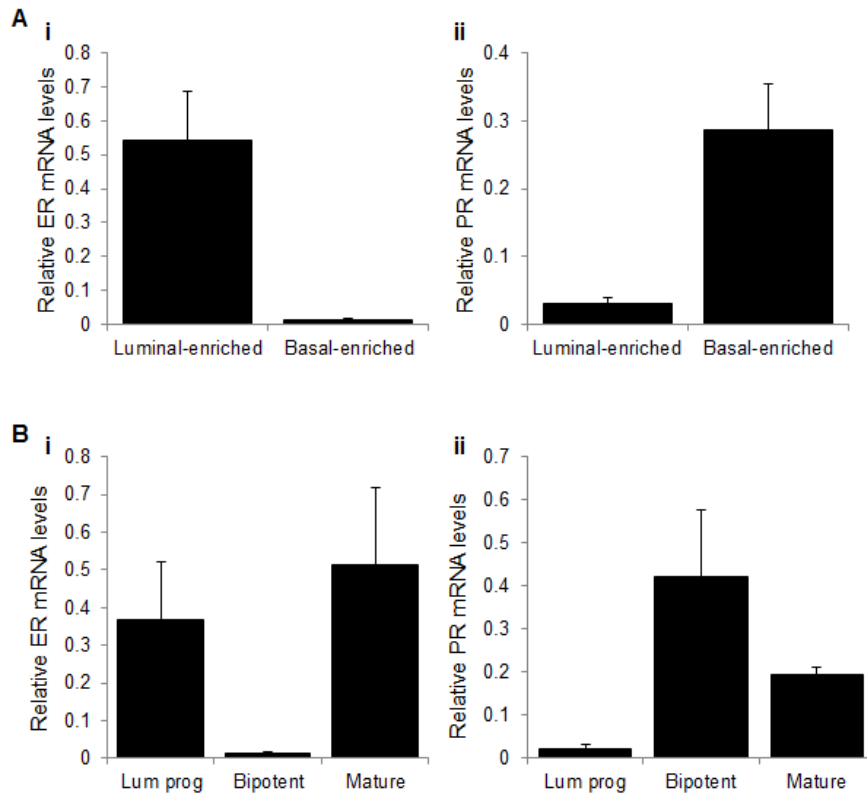 A
i
Relative ER mRNA levels
0.8
0.7
0.6
0.5
0.4
0.3
0.2
0.1
0
Luminal-enriched Basal-enriched
ii
Relative PR mRNA levels
0.4
0.3
0.2
0.1
0
Luminal-enriched Basal-enriched
B
i
Relative ER mRNA levels
0.8
0.7
0.6
0.5
0.4
0.3
0.2
0.1
0
Lum prog Bipotent Mature
ii
Relative PR mRNA levels
0.7
0.6
0.5
0.4
0.3
0.2
0.1
0
Lum prog Bipotent Mature